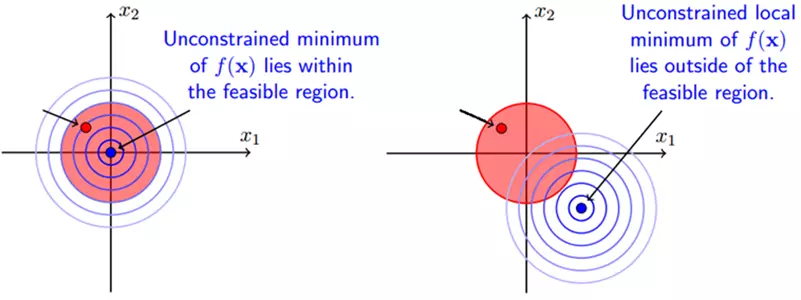 x₂
Unconstrained minimum
of f(x) lies within
the feasible region.
x₁
x₂
Unconstrained local
minimum of f(x)
lies outside of the
feasible region.
x₁